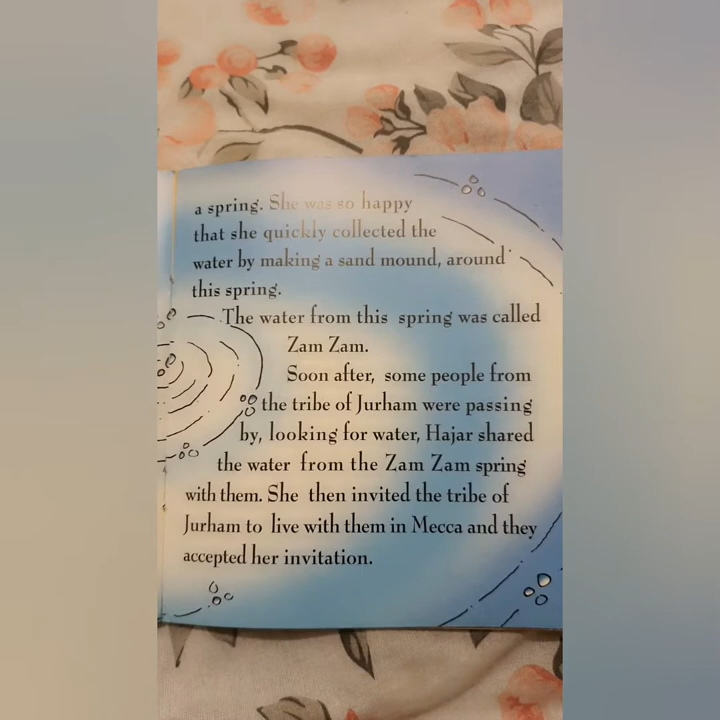 a spring. She was so happy
that she quickly collected the
water by making a sand mound, around
this spring.
The water from this spring was called
Zam Zam.
Soon after, some people from
the tribe of Jurham were passing
by, looking for water, Hajar shared
the water from the Zam Zam spring
with them. She then invited the tribe of
Jurham to live with them in Mecca and they
accepted her invitation.